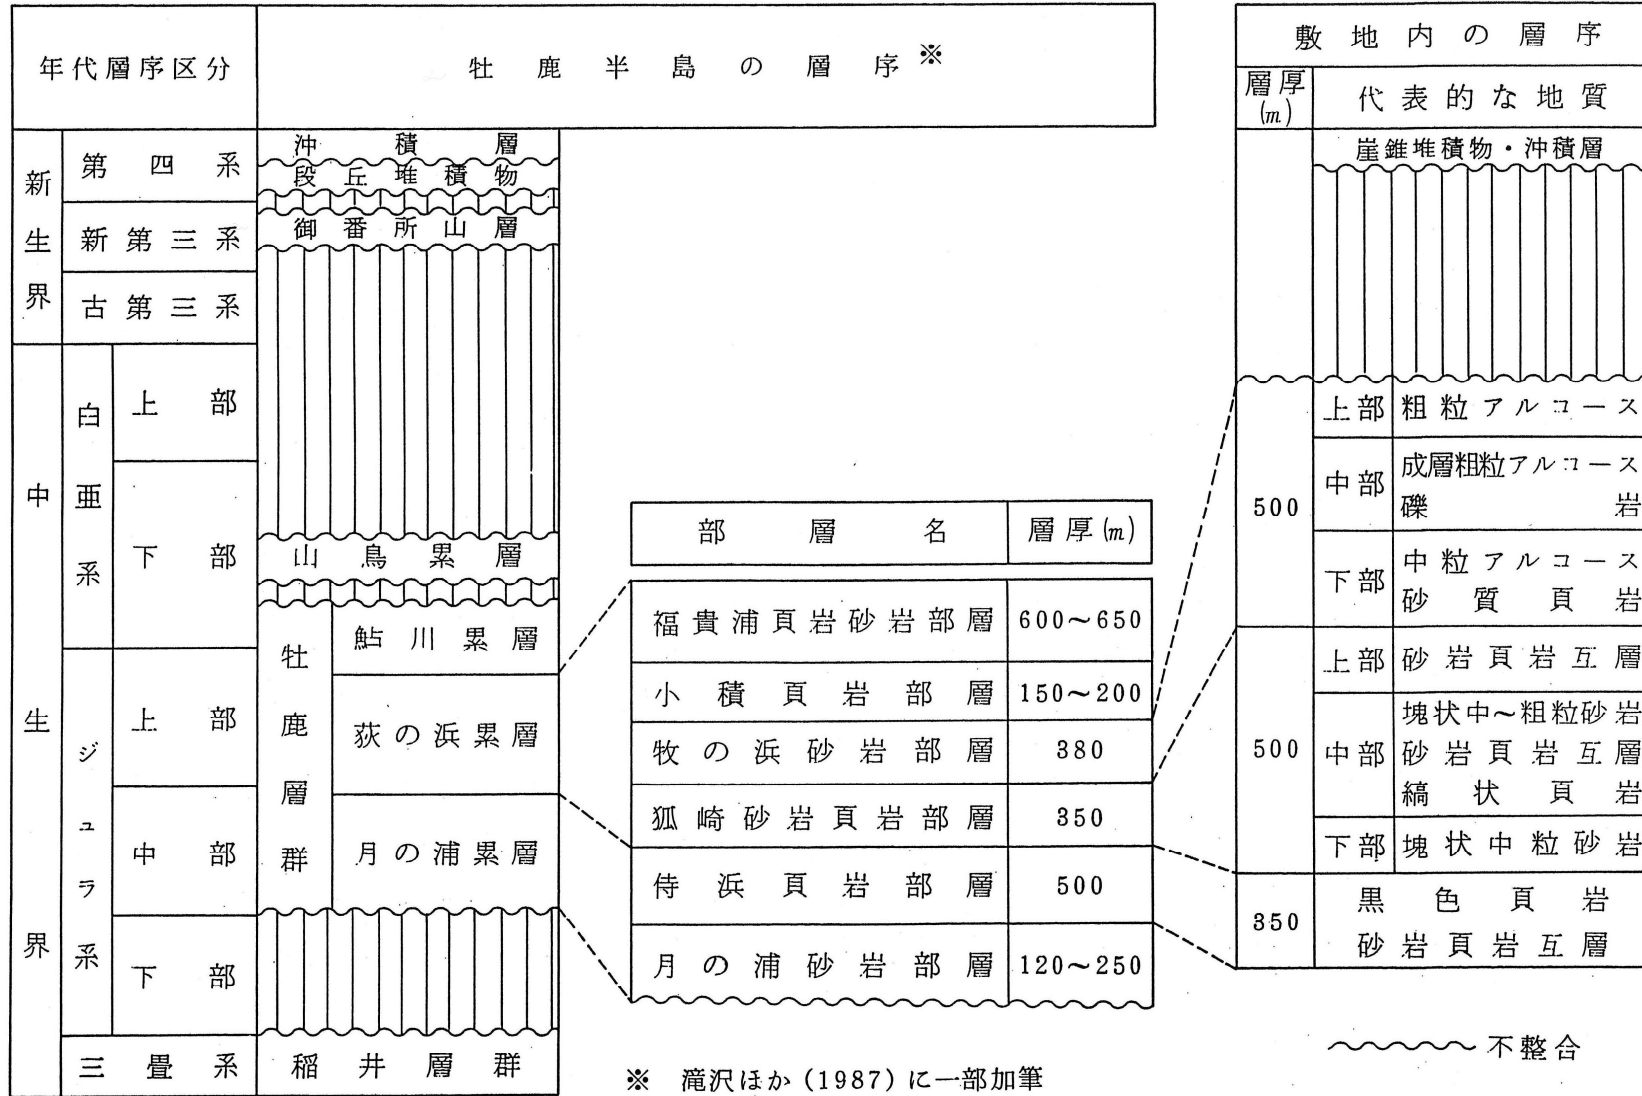 年代層序区分
牡鹿半島の層序※
新生界
第四系
新第三系
古第三系
中生界
白亜系
上部
下部
ジュラ系
上部
中部
下部
三畳系
沖積層
段丘堆積物
御番所山層
山鳥累層
牡鹿層群
鮎川累層
荻の浜累層
月の浦累層
稲井層群
部層名 層厚(m)
福貴浦頁岩砂岩部層 600～650
小積頁岩部層 150～200
牧の浜砂岩部層 380
狐崎砂岩頁岩部層 350
侍浜頁岩部層 500
月の浦砂岩部層 120～250
※ 滝沢ほか(1987)に一部加筆
敷地内の層序
層厚(m)
代表的な地質
崖錐堆積物・沖積層
500
上部 粗粒アルコース
中部 成層粗粒アルコース
礫岩
下部 中粒アルコース
砂質頁岩
500
上部 砂岩頁岩互層
中部 塊状中～粗粒砂岩
砂岩頁岩互層
縞状頁岩
下部 塊状中粒砂岩
350
黒色頁岩
砂岩頁岩互層
不整合